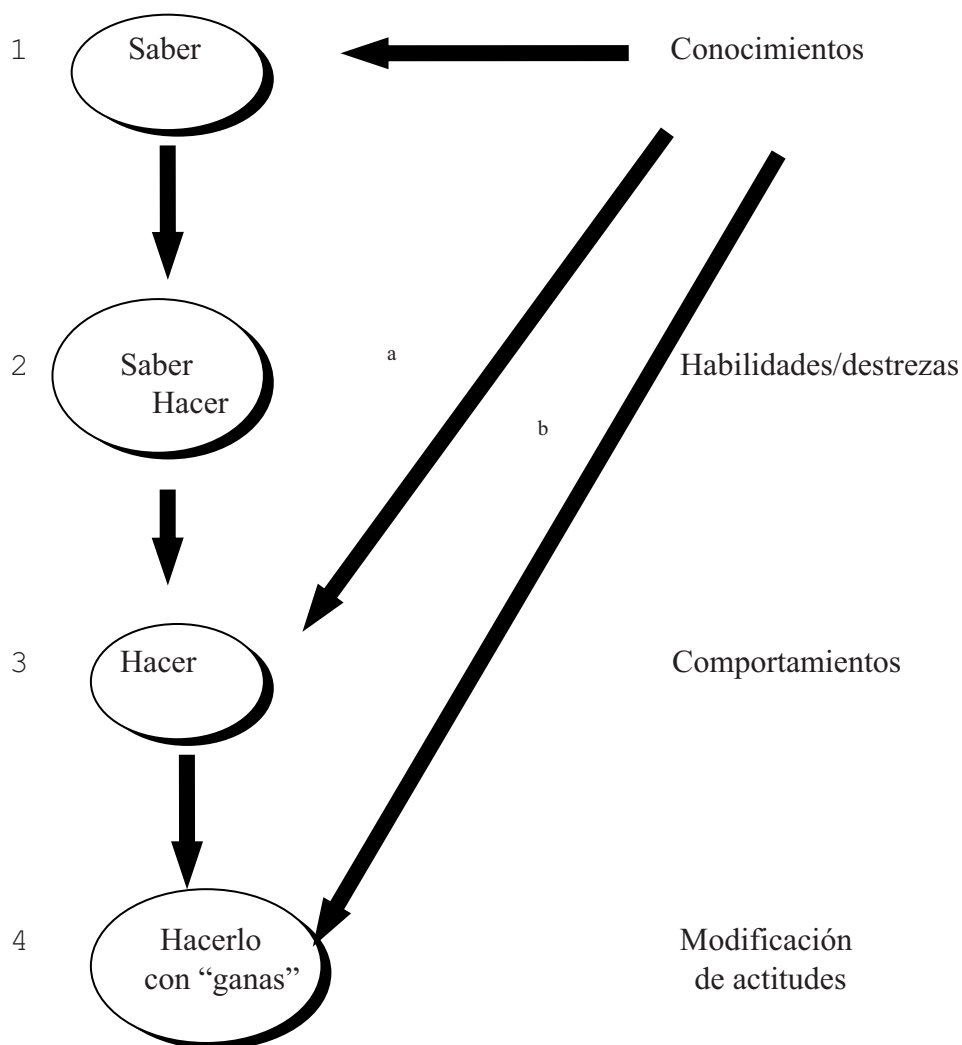 1 Saber Conocimientos
a
2 Saber Habilidades/destrezas
Hacer
b
3 Hacer Comportamientos
4 Hacerlo Modificación
con “ganas” de actitudes